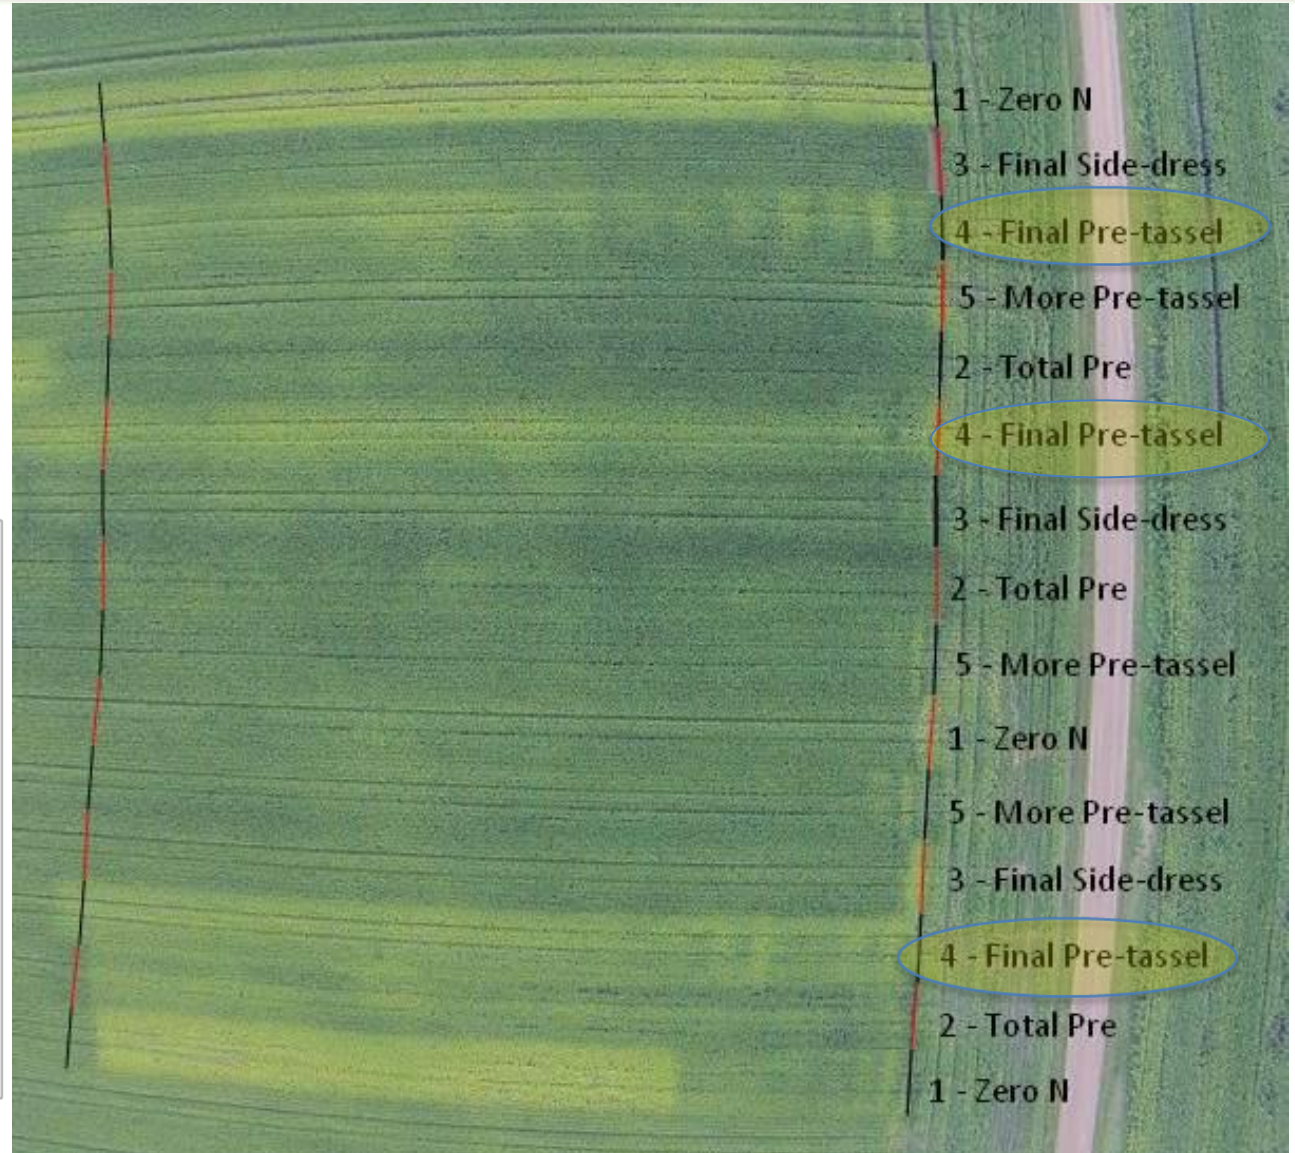 1 - Zero N
3 - Final Side-dress
4 - Final Pre-tassel
5 - More Pre-tassel
2 - Total Pre
4 - Final Pre-tassel
3 - Final Side-dress
2 - Total Pre
5 - More Pre-tassel
1 - Zero N
5 - More Pre-tassel
3 - Final Side-dress
4 - Final Pre-tassel
2 - Total Pre
1 - Zero N